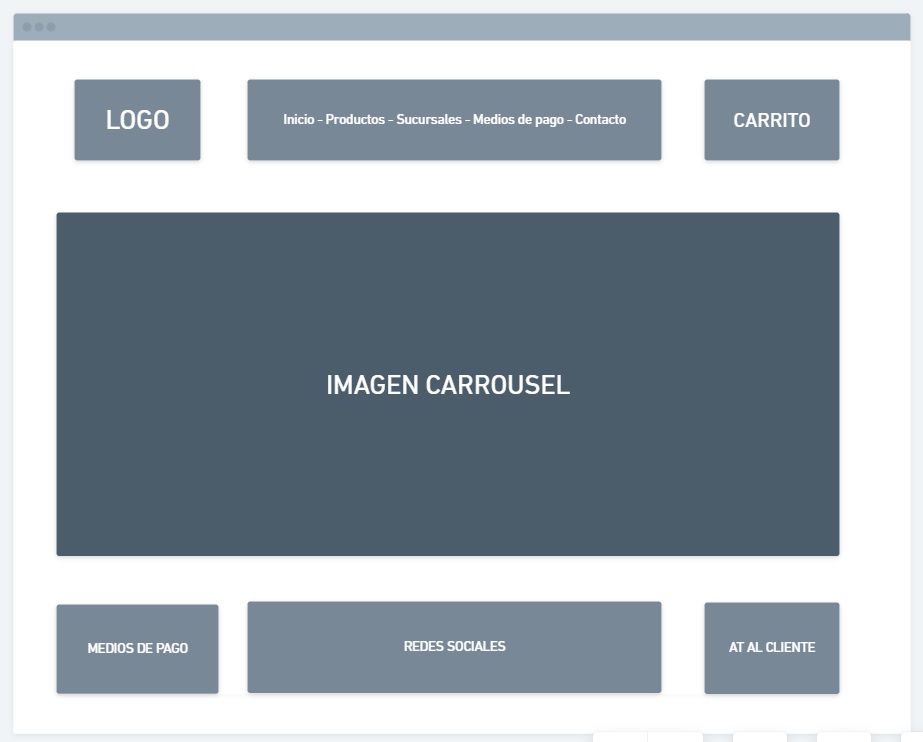 LOGO
Inicio - Productos - Sucursales - Medios de pago - Contacto
CARRITO
IMAGEN CARROUSEL
MEDIOS DE PAGO
REDES SOCIALES
AT AL CLIENTE